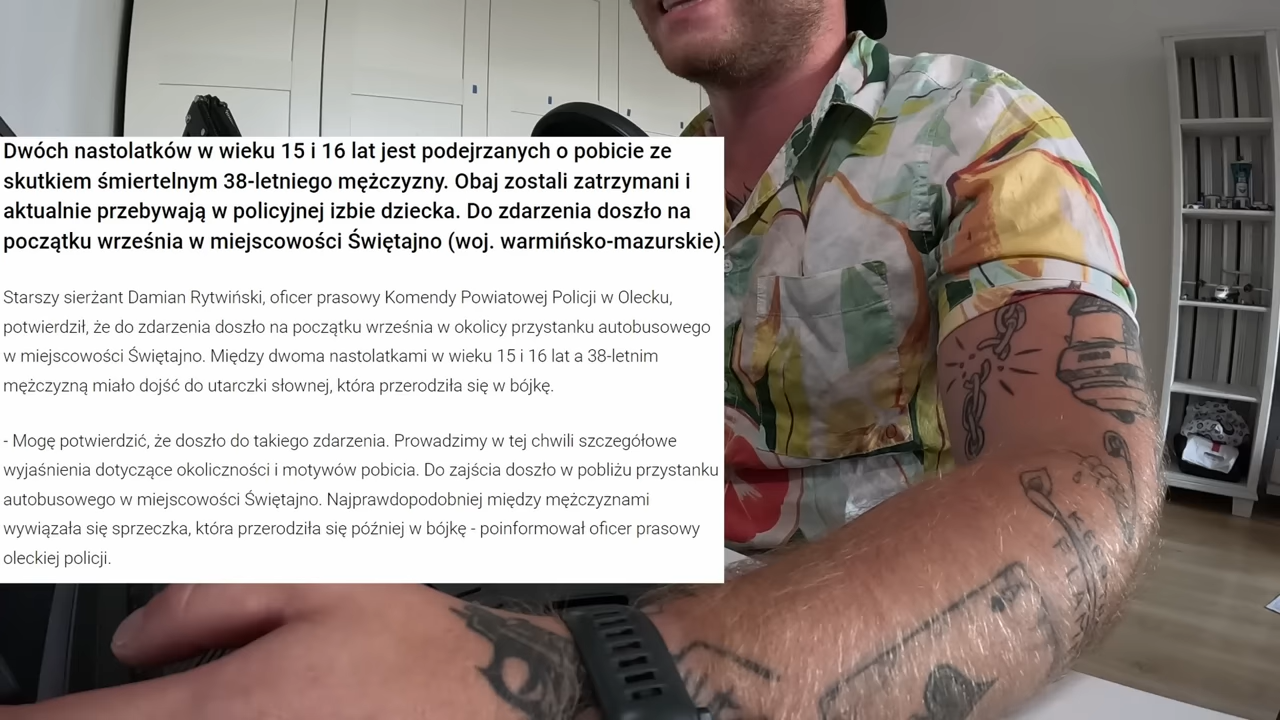 Dwóch nastolatków w wieku 15 i 16 lat jest podejrzanych o pobicie ze
skutkiem śmiertelnym 38-letniego mężczyzny. Obaj zostali zatrzymani i
aktualnie przebywają w policyjnej izbie dziecka. Do zdarzenia doszło na
początku września w miejscowości Świętajno (woj. warmińsko-mazurskie).
Starszy sierżant Damian Rytwiński, oficer prasowy Komendy Powiatowej Policji w Olecku,
potwierdził, że do zdarzenia doszło na początku września w okolicy przystanku autobusowego
w miejscowości Świętajno. Między dwoma nastolatkami w wieku 15 i 16 lat a 38-letnim
mężczyzną miało dojść do utarczki słownej, która przerodziła się w bójkę.
- Mogę potwierdzić, że doszło do takiego zdarzenia. Prowadzimy w tej chwili szczegółowe
wyjaśnienia dotyczące okoliczności i motywów pobicia. Do zajścia doszło w pobliżu przystanku
autobusowego w miejscowości Świętajno. Najprawdopodobniej między mężczyznami
wywiązała się sprzeczka, która przerodziła się później w bójkę - poinformował oficer prasowy
oleckiej policji.